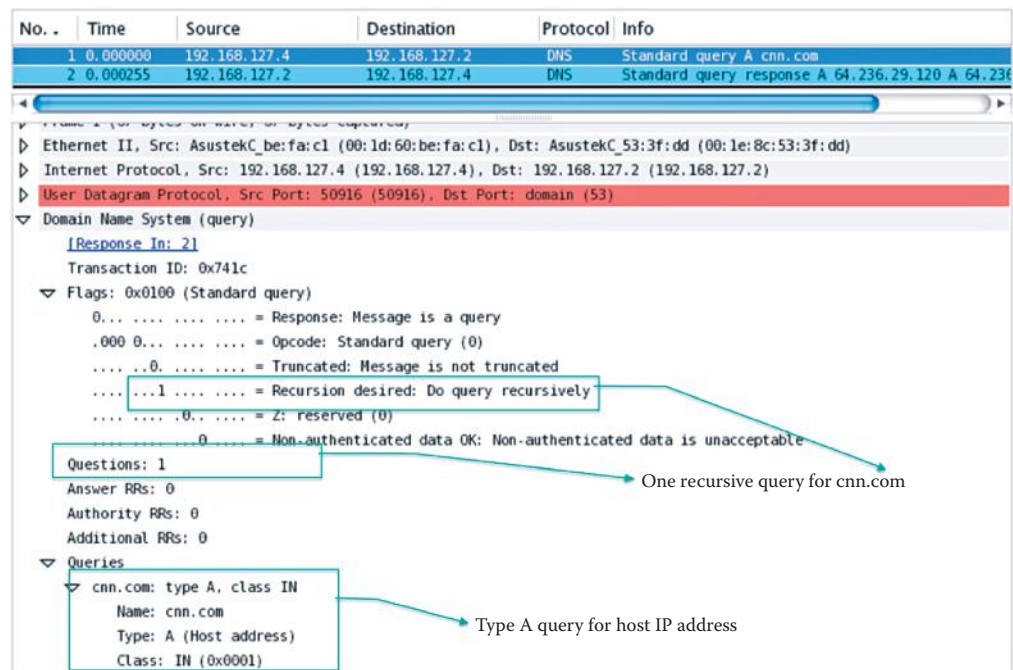 No. . Time Source Destination Protocol Info
1 0.000000 192.168.127.4 192.168.127.2 DNS Standard query A cnn.com
2 0.000255 192.168.127.2 192.168.127.4 DNS Standard query response A 64.236.29.120 A 64.236
Ethernet II, Src: AsustekC_be:fa:c1 (00:1d:60:be:fa:c1), Dst: AsustekC_53:3f:dd (00:1e:8c:53:3f:dd)
Internet Protocol, Src: 192.168.127.4 (192.168.127.4), Dst: 192.168.127.2 (192.168.127.2)
User Datagram Protocol, Src Port: 50916 (50916), Dst Port: domain (53)
Domain Name System (query)
[Response In: 2]
Transaction ID: 0x741c
Flags: 0x0100 (Standard query)
0... .... .... .... = Response: Message is a query
.000 0... .... .... = Opcode: Standard query (0)
.... ..0. .... .... = Truncated: Message is not truncated
.... ...1 .... .... = Recursion desired: Do query recursively
.... .... .0.. .... = Z: reserved (0)
.... .... ...0 .... = Non-authenticated data OK: Non-authenticated data is unacceptable
Questions: 1
One recursive query for cnn.com
Answer RRs: 0
Authority RRs: 0
Additional RRs: 0
Queries
cnn.com: type A, class IN
Name: cnn.com
Type A query for host IP address
Type: A (Host address)
Class: IN (0x0001)